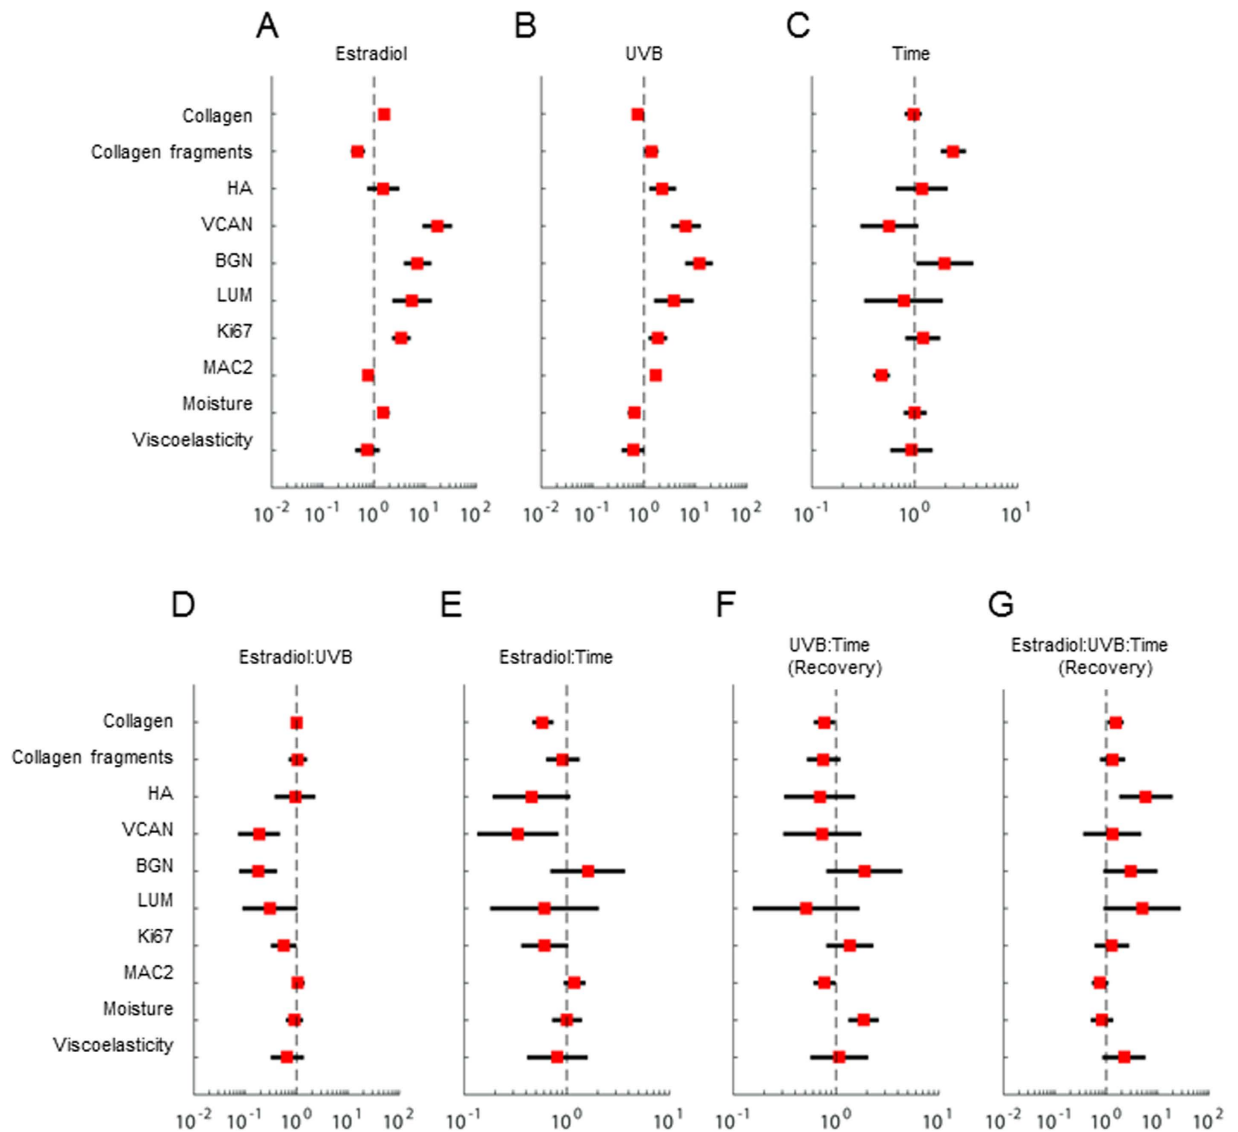 A
B
C
Estradiol
UVB
Time
Collagen
Collagen fragments
HA
VCAN
BGN
LUM
Ki67
MAC2
Moisture
Viscoelasticity
10-2 10-1 100 101 102
10-2 10-1 100 101 102
10-1 100 101
D
E
F
G
Estradiol:UVB
Estradiol:Time
UVB:Time
(Recovery)
Estradiol:UVB:Time
(Recovery)
Collagen
Collagen fragments
HA
VCAN
BGN
LUM
Ki67
MAC2
Moisture
Viscoelasticity
10-2 10-1 100 101 102
10-1 100 101
10-1 100 101
10-2 10-1 100 101 102